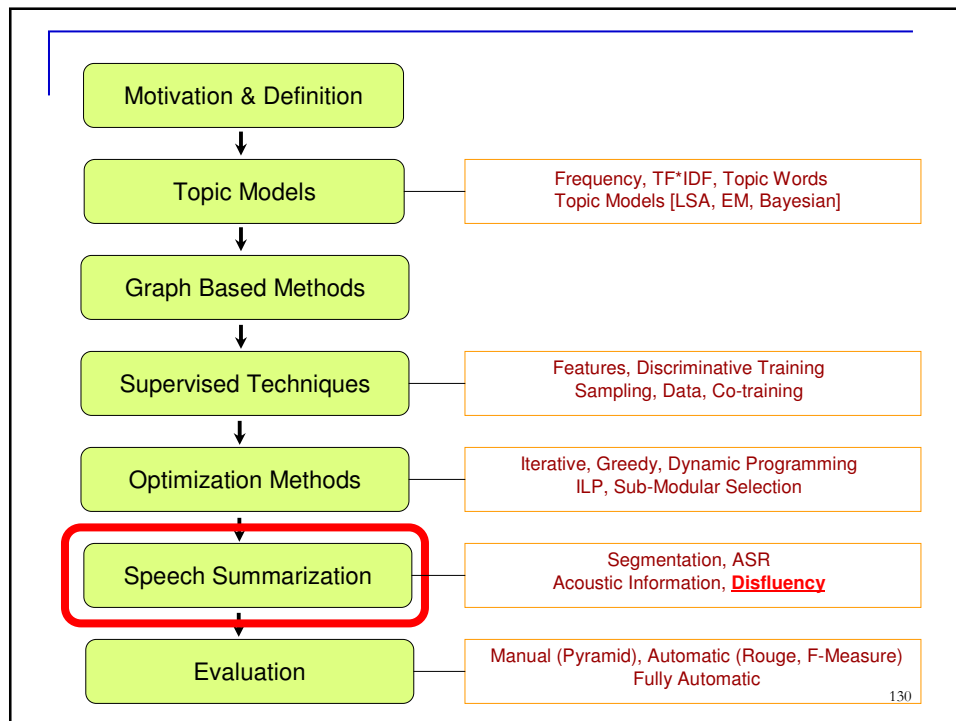 Motivation & Definition
Topic Models
Frequency, TF*IDF, Topic Words
Topic Models [LSA, EM, Bayesian]
Graph Based Methods
Supervised Techniques
Features, Discriminative Training
Sampling, Data, Co-training
Optimization Methods
Iterative, Greedy, Dynamic Programming
ILP, Sub-Modular Selection
Speech Summarization
Segmentation, ASR
Acoustic Information, Disfluency
Evaluation
Manual (Pyramid), Automatic (Rouge, F-Measure)
Fully Automatic
130